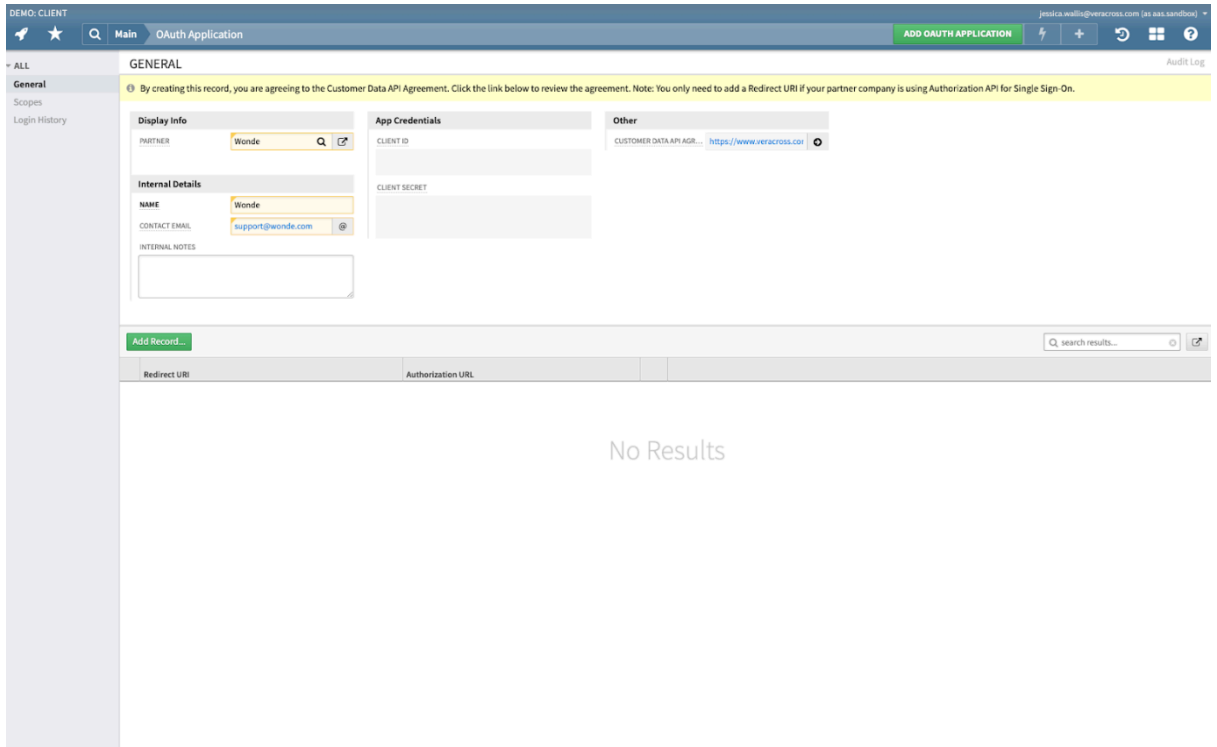 DEMO: CLIENT
jessica.wallis@veracross.com (as aas.sandbox)
Main OAuth Application
ADD OAUTH APPLICATION
ALL
General
Scopes
Login History
GENERAL
Audit Log
By creating this record, you are agreeing to the Customer Data API Agreement. Click the link below to review the agreement. Note: You only need to add a Redirect URI if your partner company is using Authorization API for Single Sign-On.
Display Info
PARTNER Wonde
Internal Details
NAME Wonde
CONTACT EMAIL support@wonde.com @
INTERNAL NOTES
App Credentials
CLIENT ID
CLIENT SECRET
Other
CUSTOMER DATA API AGR... https://www.veracross.cor
Add Record...
search results...
Redirect URI Authorization URL
No Results